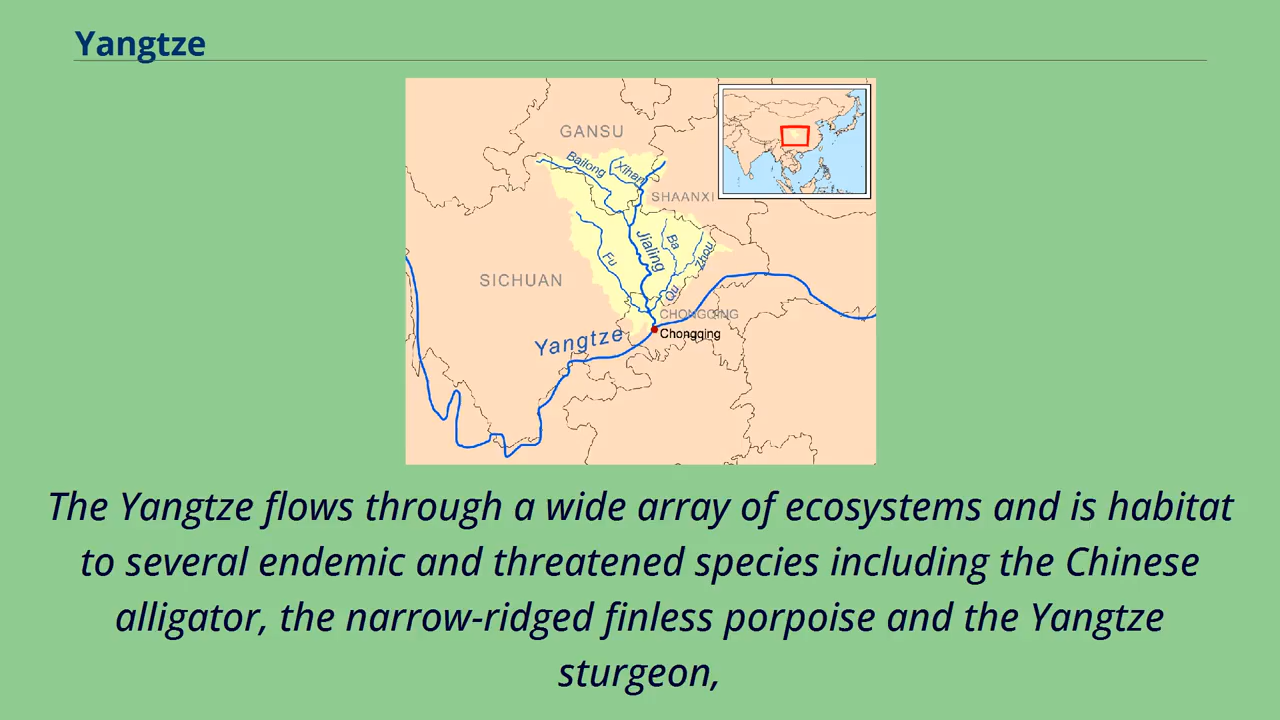 Yangtze
GANSU
Bailong
Xihan
SHAANXI
Jialing
Ba
Zhou
Fu
SICHUAN
Qu
CHONGQING
Chongqing
Yangtze
The Yangtze flows through a wide array of ecosystems and is habitat
to several endemic and threatened species including the Chinese
alligator, the narrow-ridged finless porpoise and the Yangtze
sturgeon,